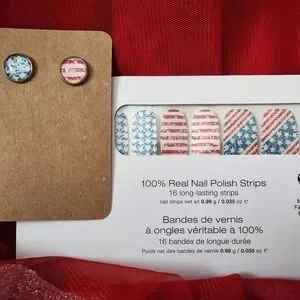 100% Real Nail Polish Strips
16 long-lasting strips
nail strips net wt 0.99 g / 0.035 oz ℮
Bandes de vernis
à ongles véritable à 100%
16 bandes de longue durée
Poids net des bandes de vernis 0.99 g / 0.035 oz ℮